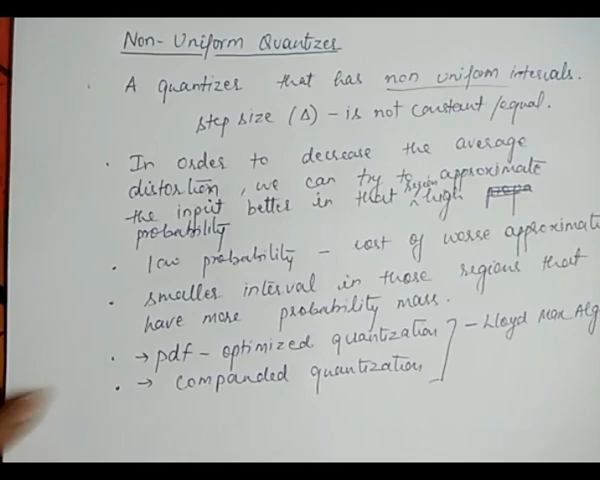 Non-Uniform Quantizer
A quantizer that has non uniform intervals.
step size (Δ) - is not constant/equal.
. In order to decrease the average
distortion, we can try to approximate
the input better in that region high
probability
. low probability - cost of worse approximati
. smaller interval in those regions that
have more probability mass.
. → pdf - optimized quantization ] - Lloyd Max Alg
. → companded quantization